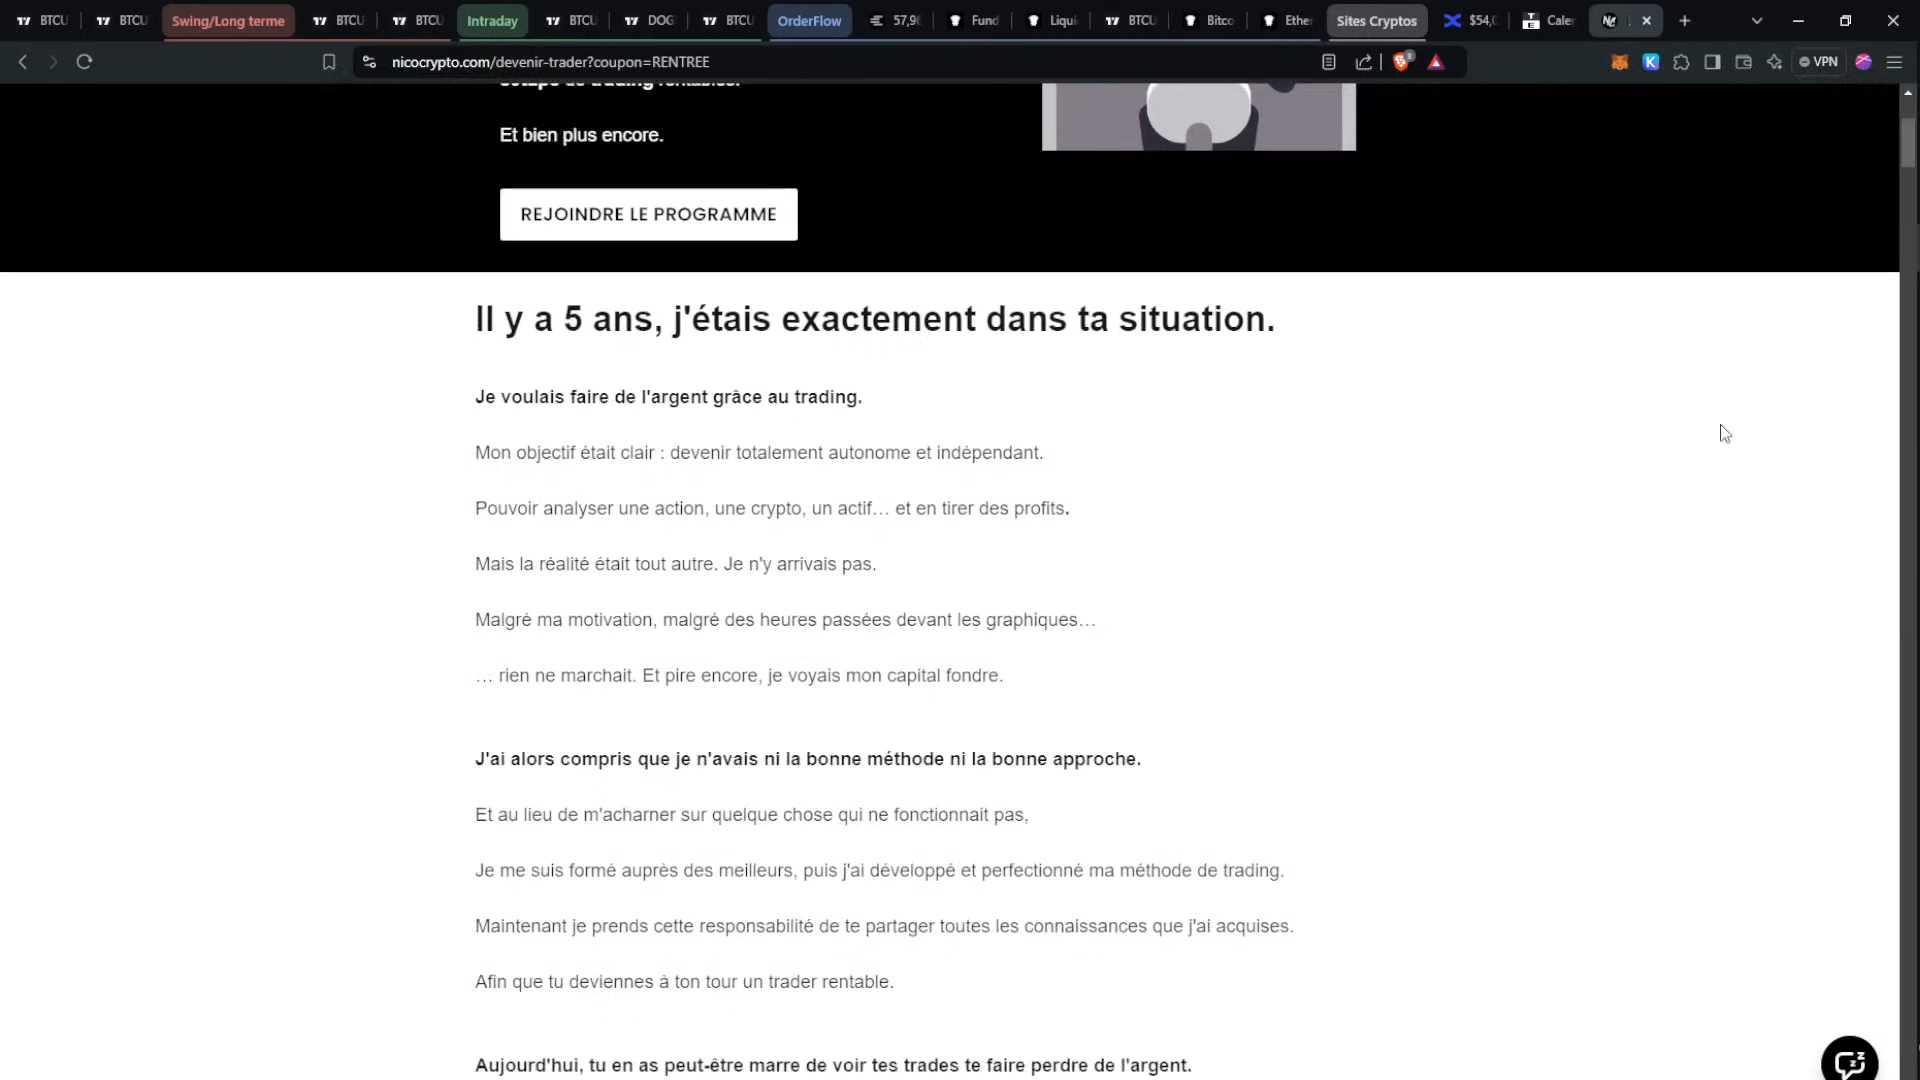 BTCU BTCU Swing/Long terme BTCU BTCU Intraday BTCU DOG BTCU OrderFlow 57,9 Fund Liqui BTCU Bitco Ethe Sites Cryptos $54, Caler
nicocrypto.com/devenir-trader?coupon=RENTREE
VPN
Et bien plus encore.
REJOINDRE LE PROGRAMME
Il y a 5 ans, j'étais exactement dans ta situation.
Je voulais faire de l'argent grâce au trading.
Mon objectif était clair : devenir totalement autonome et indépendant.
Pouvoir analyser une action, une crypto, un actif… et en tirer des profits.
Mais la réalité était tout autre. Je n'y arrivais pas.
Malgré ma motivation, malgré des heures passées devant les graphiques…
… rien ne marchait. Et pire encore, je voyais mon capital fondre.
J'ai alors compris que je n'avais ni la bonne méthode ni la bonne approche.
Et au lieu de m'acharner sur quelque chose qui ne fonctionnait pas,
Je me suis formé auprès des meilleurs, puis j'ai développé et perfectionné ma méthode de trading.
Maintenant je prends cette responsabilité de te partager toutes les connaissances que j'ai acquises.
Afin que tu deviennes à ton tour un trader rentable.
Aujourd'hui, tu en as peut-être marre de voir tes trades te faire perdre de l'argent.